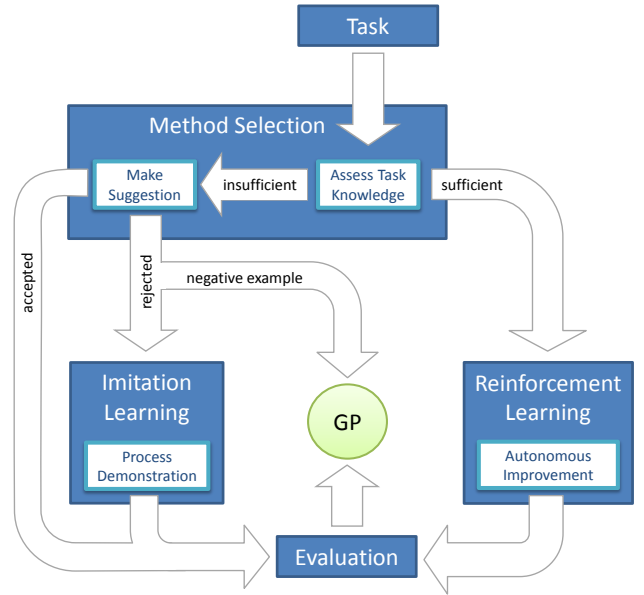 Task
Method Selection
Make
Suggestion
insufficient
Assess Task
Knowledge
sufficient
accepted
rejected
negative example
Imitation
Learning
Process
Demonstration
GP
Reinforcement
Learning
Autonomous
Improvement
Evaluation